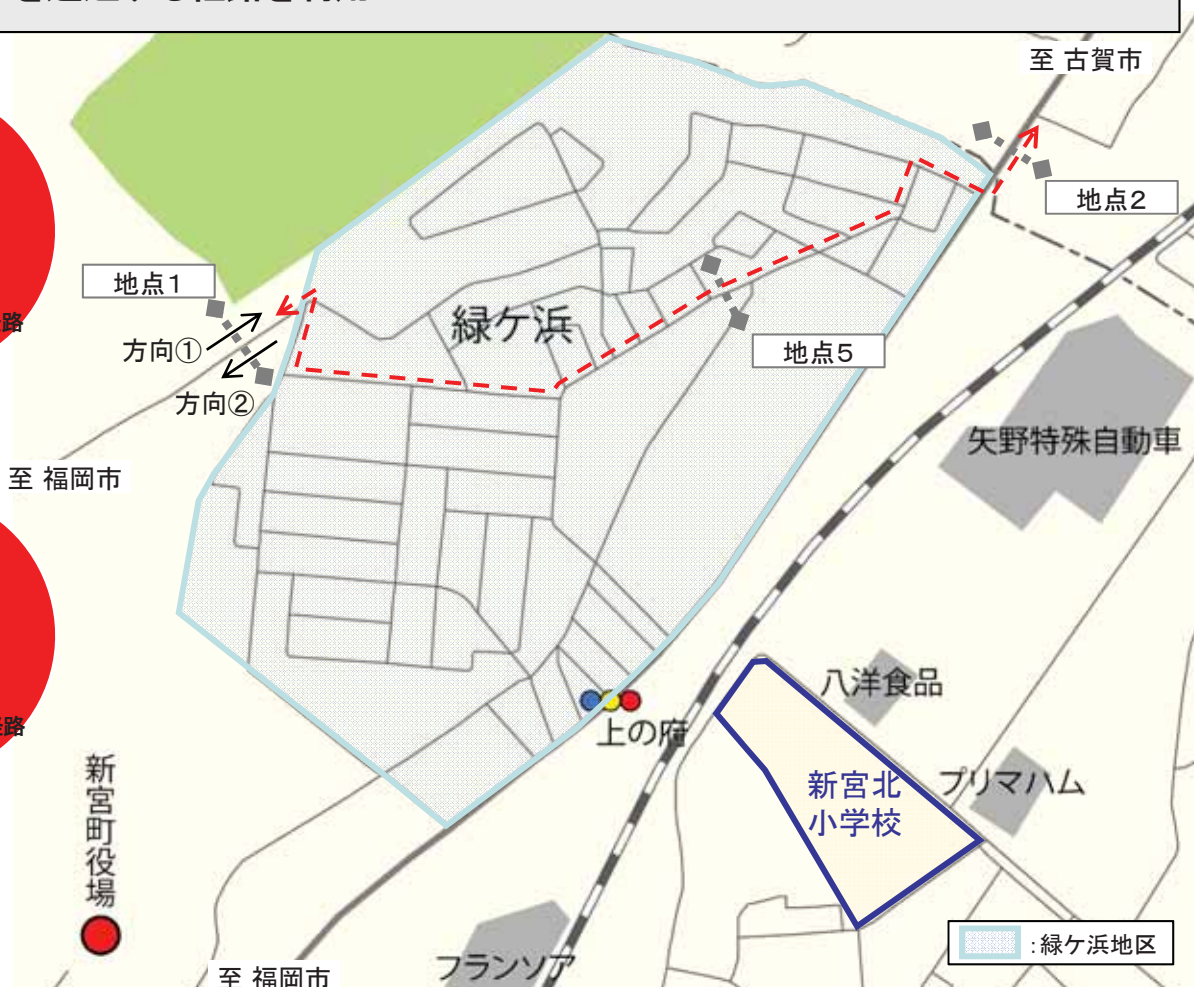 至 古賀市
地点2
地点1
方向①
方向②
緑ケ浜
地点5
矢野特殊自動車
至 福岡市
路
八洋食品
上の府
新宮北
小学校
プリマハム
路
新宮町役場
:緑ケ浜地区
フランソア
至 福岡市